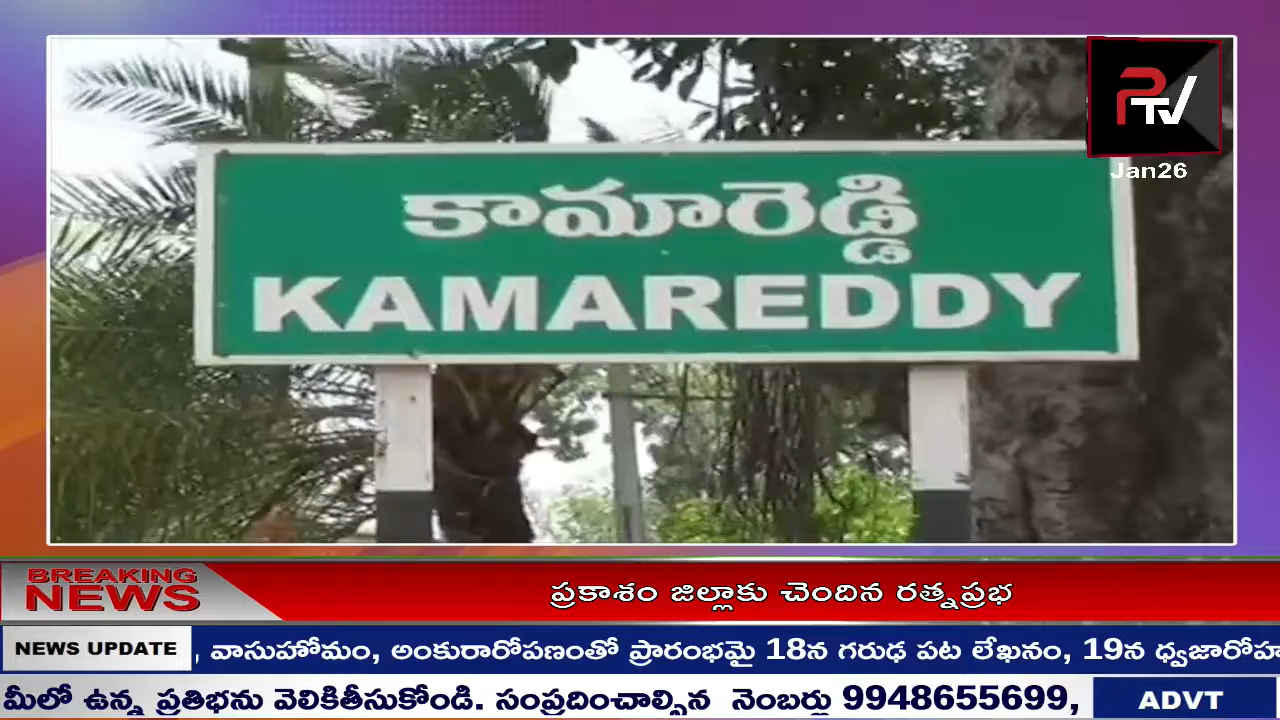 PTV
Jan26
కామారెడ్డి
KAMAREDDY
BREAKING
NEWS
ప్రకాశం జిల్లాకు చెందిన రత్నప్రభ
NEWS UPDATE
, వాసుహోమం, అంకురారోపణంతో ప్రారంభమై 18న గరుఢ పట లేఖనం, 19న ధ్వజారోహ
మీలో ఉన్న ప్రతిభను వెలికితీసుకోండి. సంప్రదించాల్సిన నెంబర్లు 9948655699,
ADVT